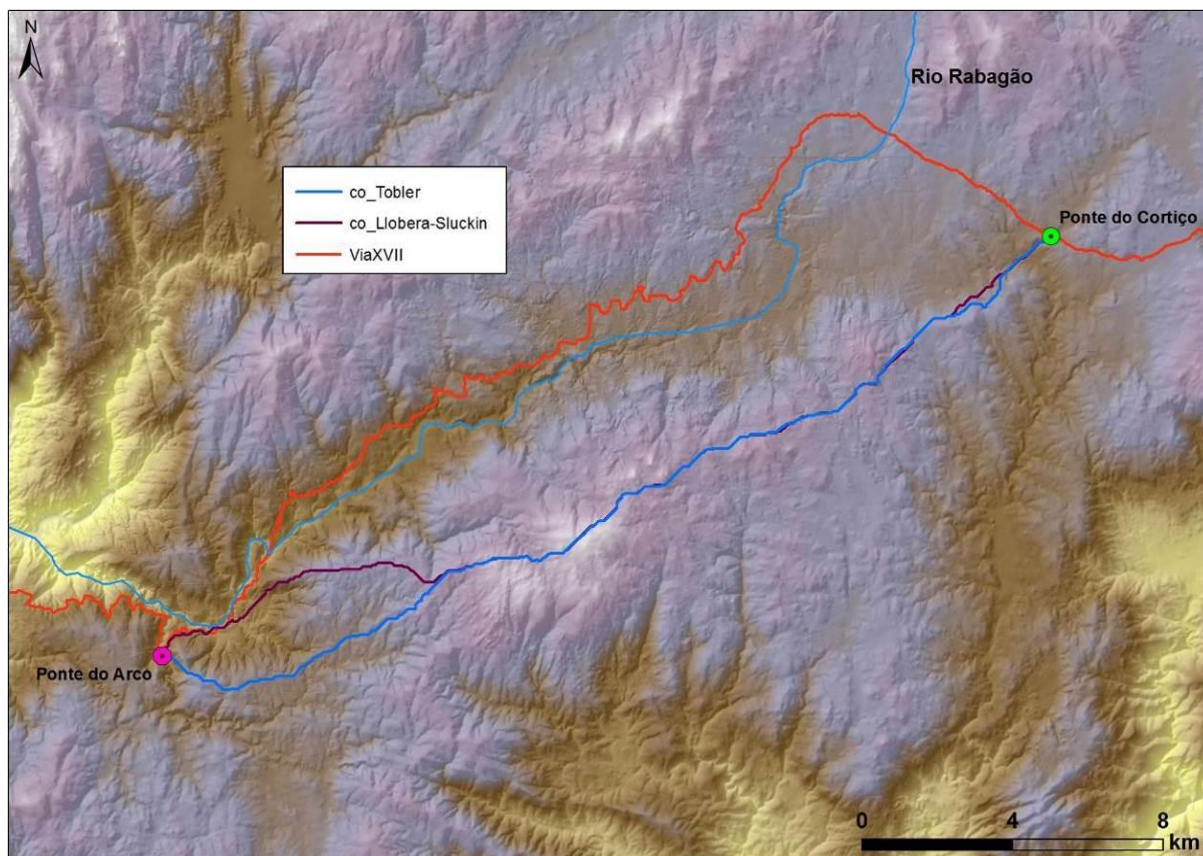 N
Rio Rabagão
co_Tobler
co_Llobera-Sluckin
ViaXVII
Ponte do Cortiço
Ponte do Arco
0 4 8
km